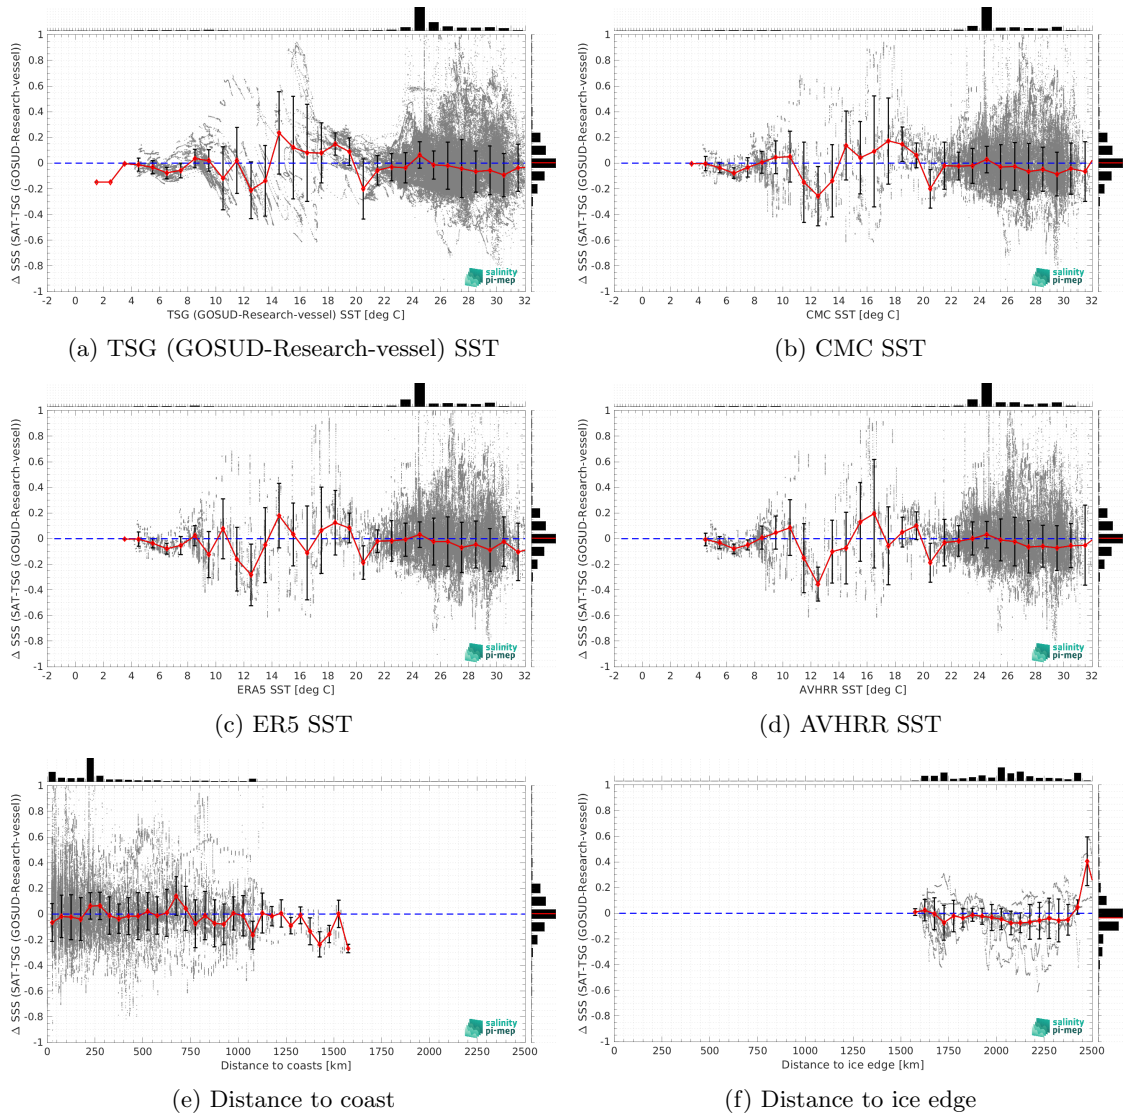 1
0.8
0.6
0.4
0.2
0
-0.2
-0.4
-0.6
-0.8
-1
Δ SSS (SAT-TSG (GOSUD-Research-vessel))
salinity
pi-mep
-2 0 2 4 6 8 10 12 14 16 18 20 22 24 26 28 30 32
TSG (GOSUD-Research-vessel) SST [deg C]
(a) TSG (GOSUD-Research-vessel) SST
1
0.8
0.6
0.4
0.2
0
-0.2
-0.4
-0.6
-0.8
-1
Δ SSS (SAT-TSG (GOSUD-Research-vessel))
salinity
pi-mep
-2 0 2 4 6 8 10 12 14 16 18 20 22 24 26 28 30 32
CMC SST [deg C]
(b) CMC SST
1
0.8
0.6
0.4
0.2
0
-0.2
-0.4
-0.6
-0.8
-1
Δ SSS (SAT-TSG (GOSUD-Research-vessel))
salinity
pi-mep
-2 0 2 4 6 8 10 12 14 16 18 20 22 24 26 28 30 32
ERA5 SST [deg C]
(c) ER5 SST
1
0.8
0.6
0.4
0.2
0
-0.2
-0.4
-0.6
-0.8
-1
Δ SSS (SAT-TSG (GOSUD-Research-vessel))
salinity
pi-mep
-2 0 2 4 6 8 10 12 14 16 18 20 22 24 26 28 30 32
AVHRR SST [deg C]
(d) AVHRR SST
1
0.8
0.6
0.4
0.2
0
-0.2
-0.4
-0.6
-0.8
-1
Δ SSS (SAT-TSG (GOSUD-Research-vessel))
salinity
pi-mep
0 250 500 750 1000 1250 1500 1750 2000 2250 2500
Distance to coasts [km]
(e) Distance to coast
1
0.8
0.6
0.4
0.2
0
-0.2
-0.4
-0.6
-0.8
-1
Δ SSS (SAT-TSG (GOSUD-Research-vessel))
salinity
pi-mep
0 250 500 750 1000 1250 1500 1750 2000 2250 2500
Distance to ice edge [km]
(f) Distance to ice edge